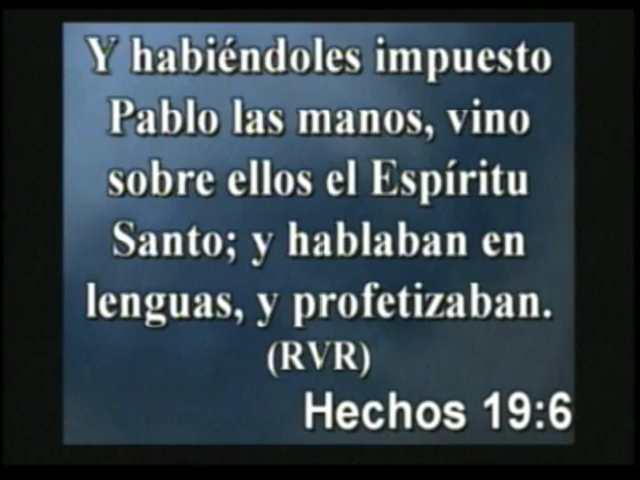 Y habiéndoles impuesto
Pablo las manos, vino
sobre ellos el Espíritu
Santo; y hablaban en
lenguas, y profetizaban.
(RVR)
Hechos 19:6